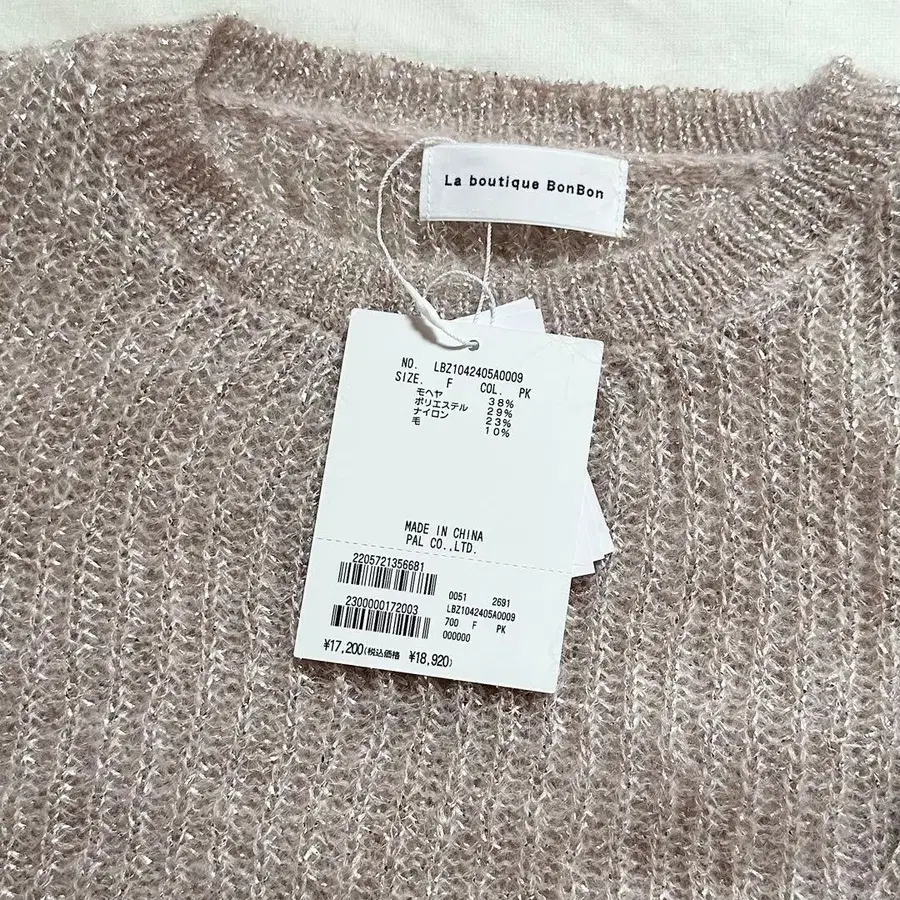 La boutique BonBon
NO. LBZ1042405A0009
SIZE. F COL. PK
モヘヤ 38%
ポリエステル 29%
ナイロン 23%
毛 10%
MADE IN CHINA
PAL CO.,LTD.
2205721356681
0051 2691
2300000172003
LBZ1042405A0009
700 F PK
000000
¥17,200(税込価格 ¥18,920)